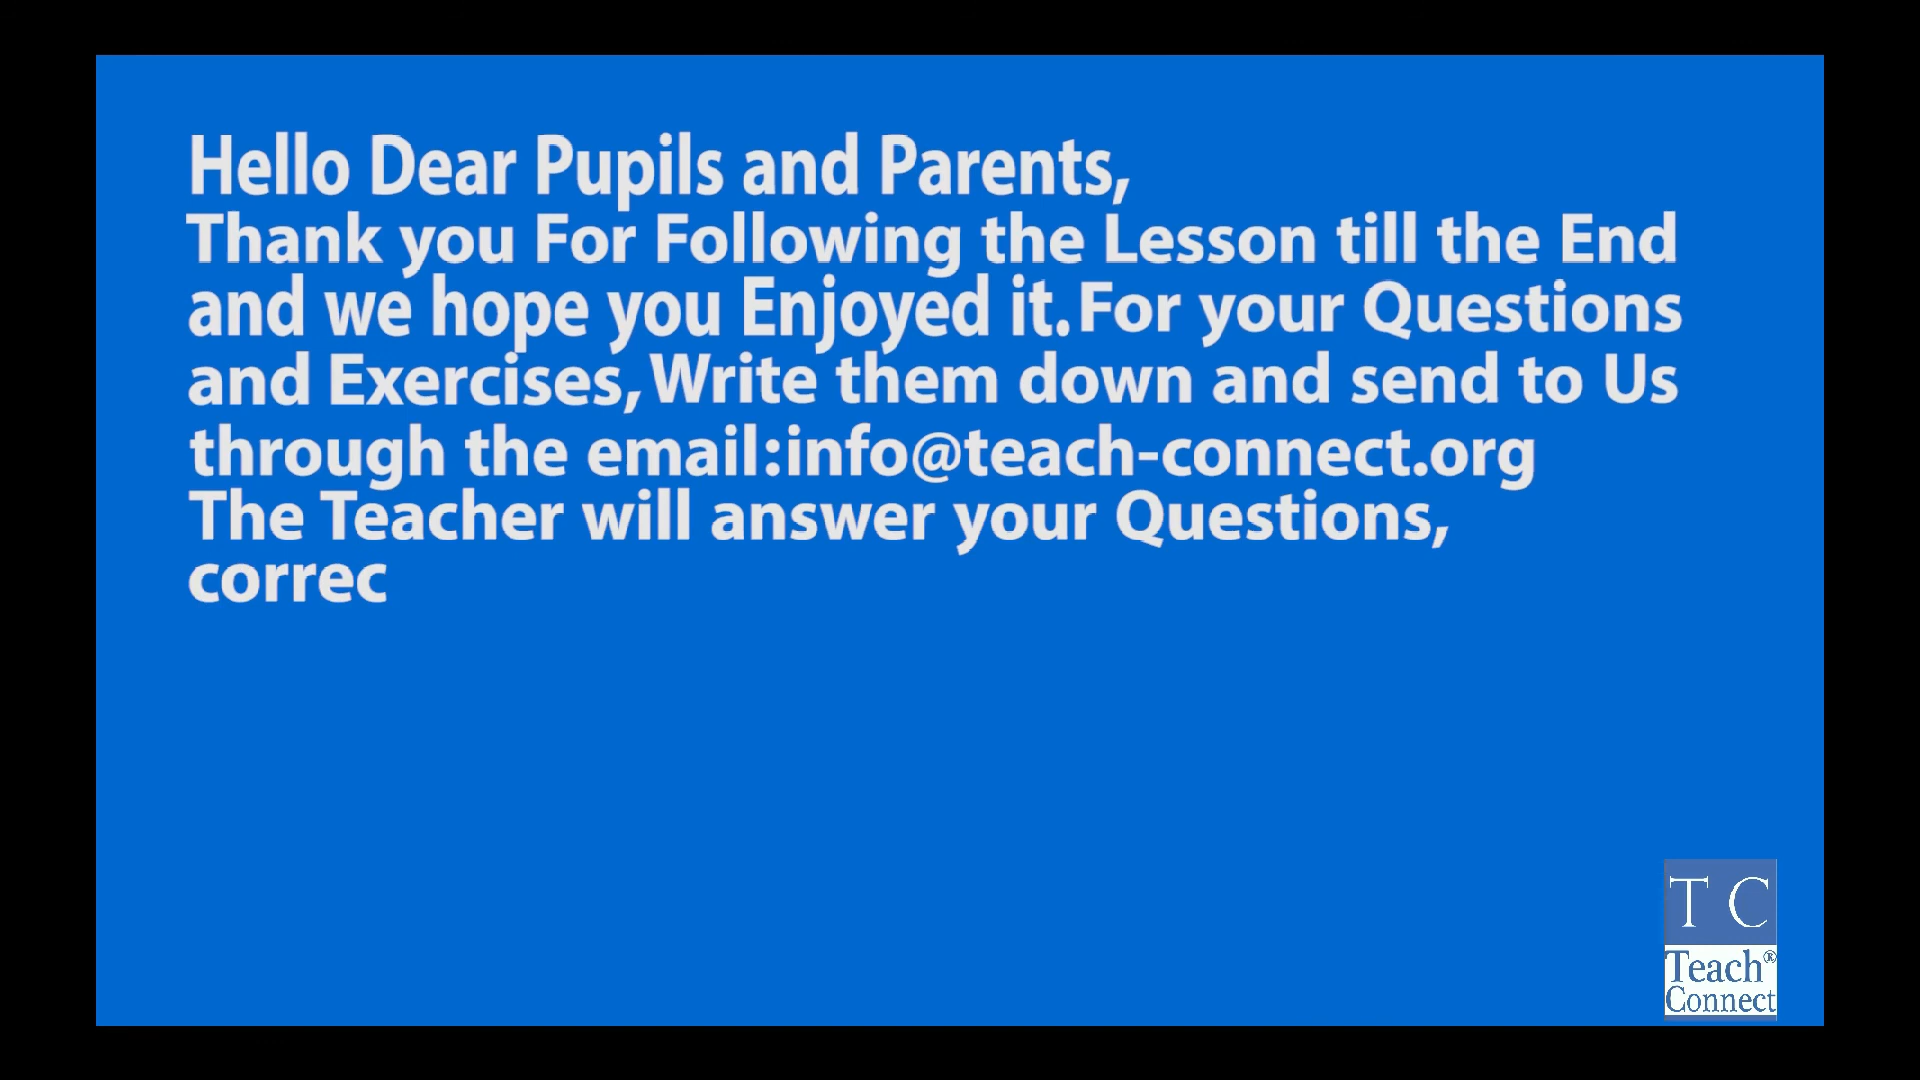 Hello Dear Pupils and Parents,
Thank you For Following the Lesson till the End
and we hope you Enjoyed it.For your Questions
and Exercises,Write them down and send to Us
through the email:info@teach-connect.org
The Teacher will answer your Questions,
correc
T C
Teach®
Connect